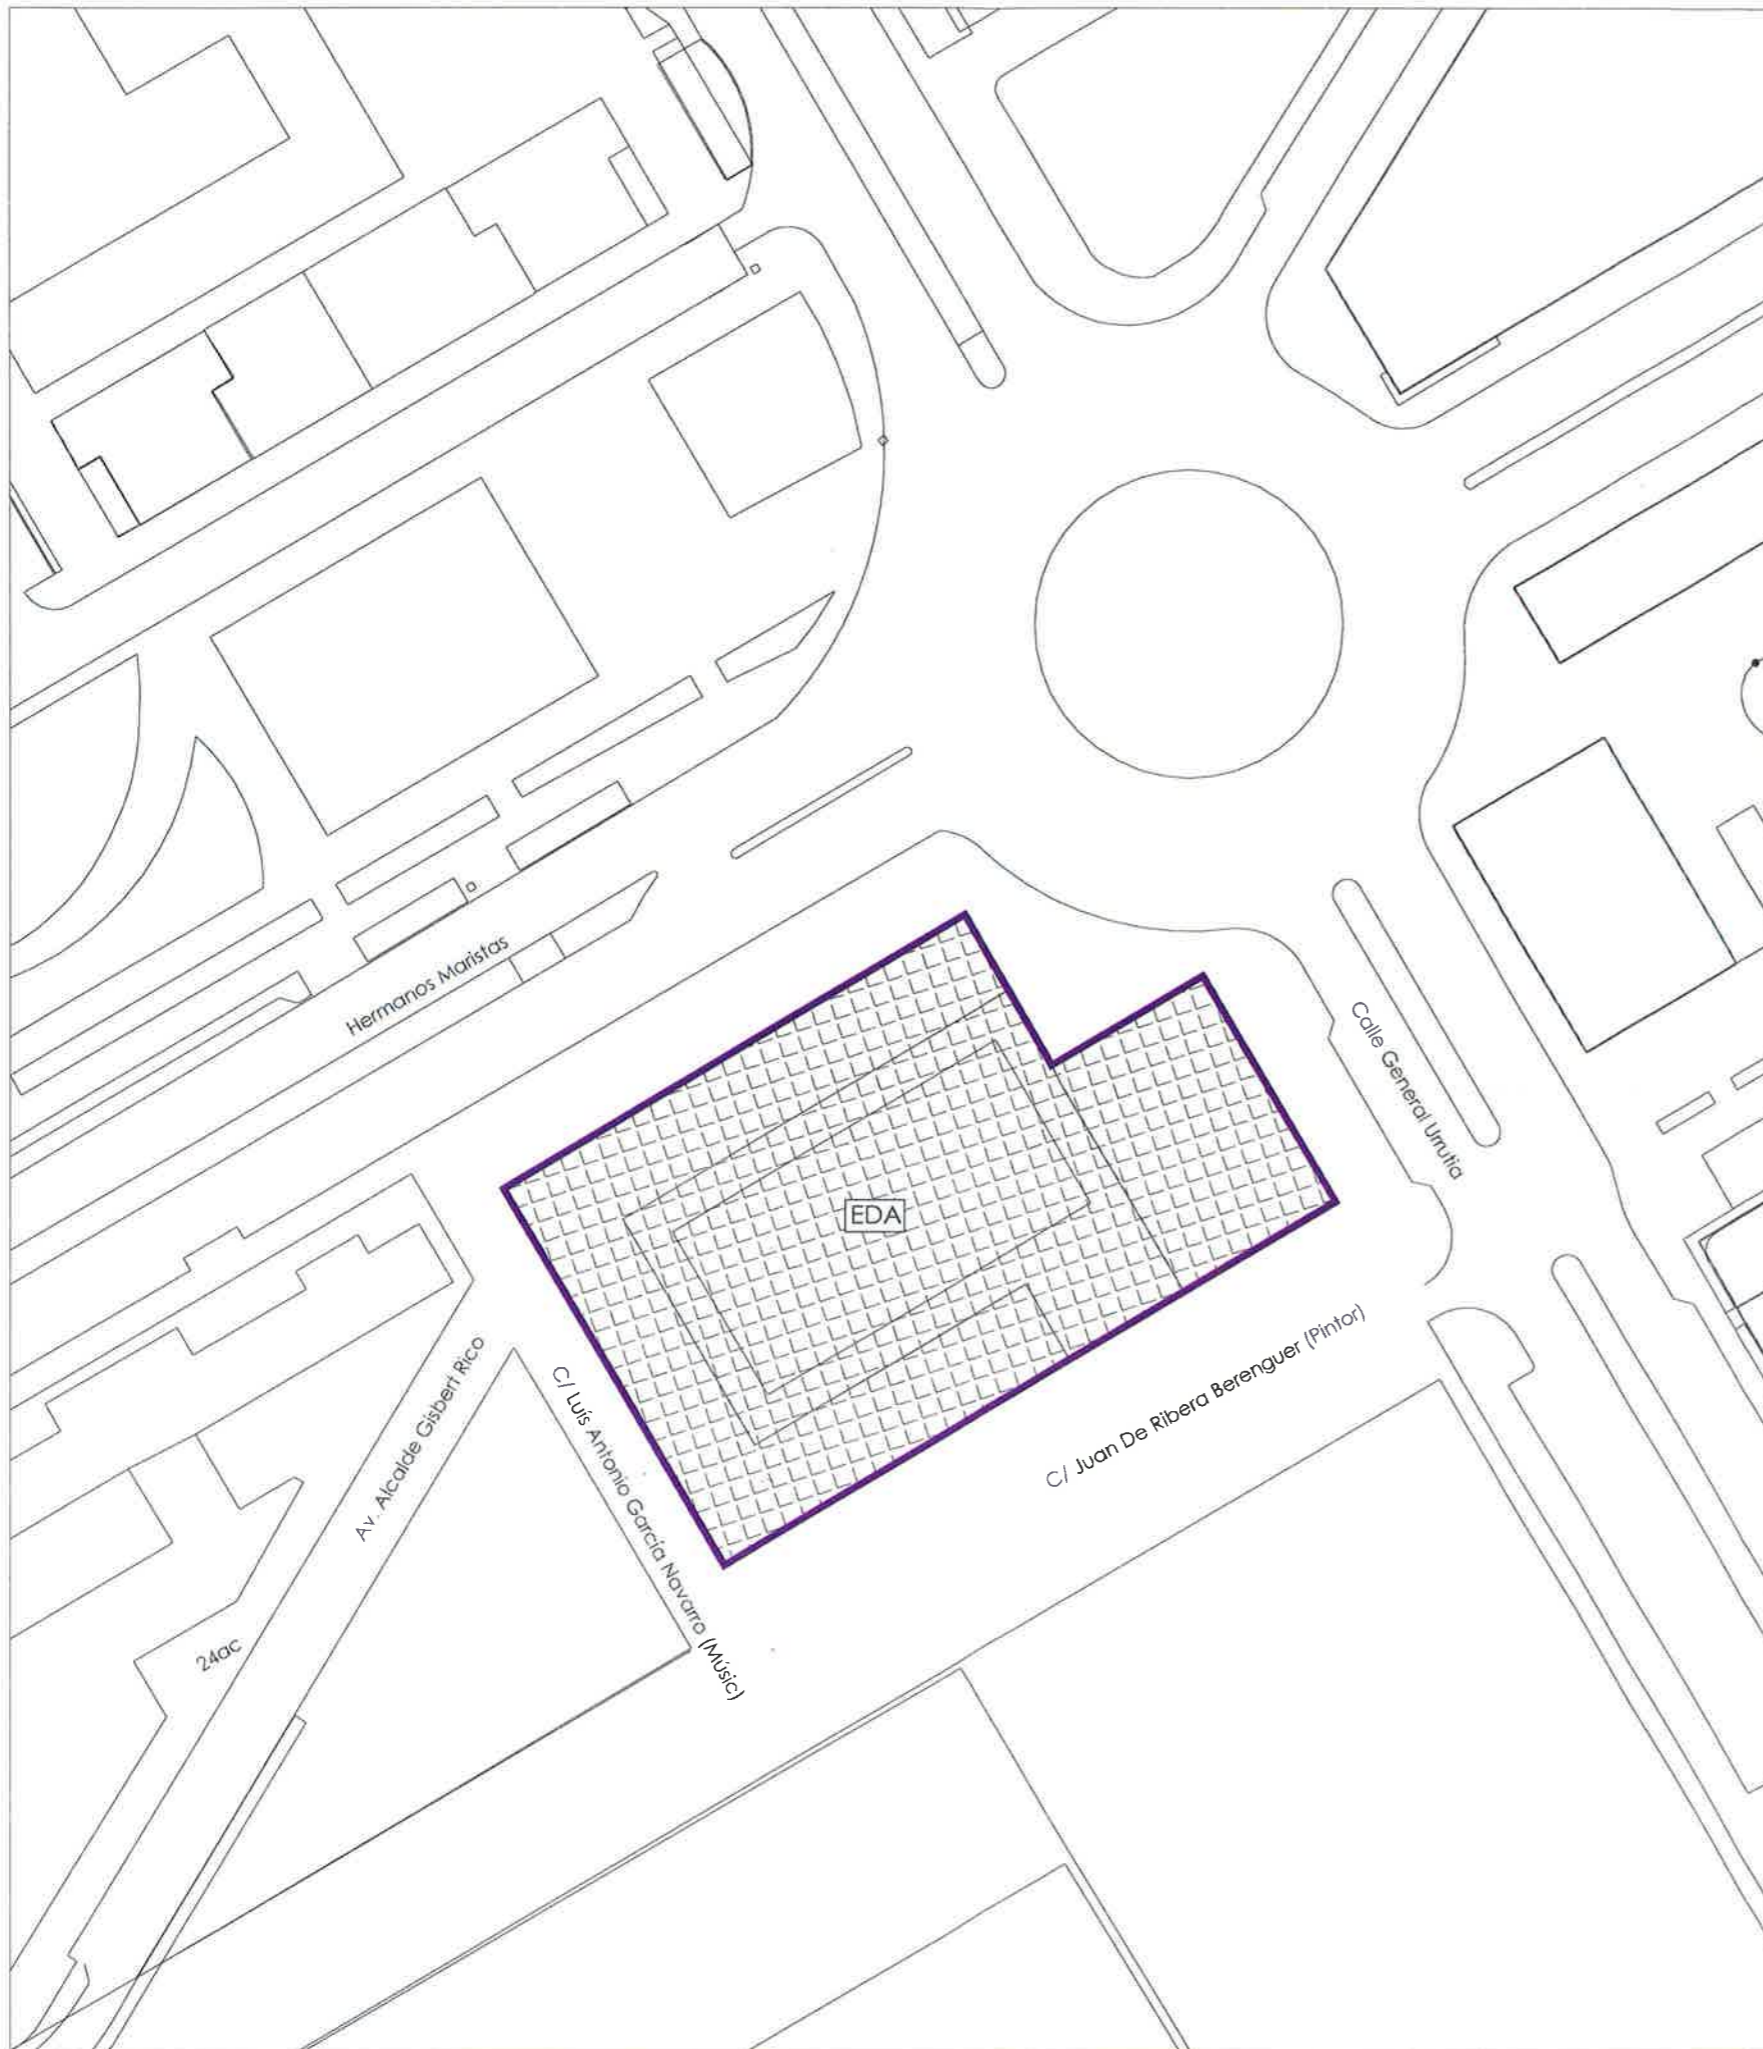 Hermanos Maristas
Calle General Urrutia
EDA
C/ Juan De Ribera Berenguer (Pintor)
Av. Alcalde Gisbert Rico
C/ Luís Antonio García Navarro (Músic)
24ac